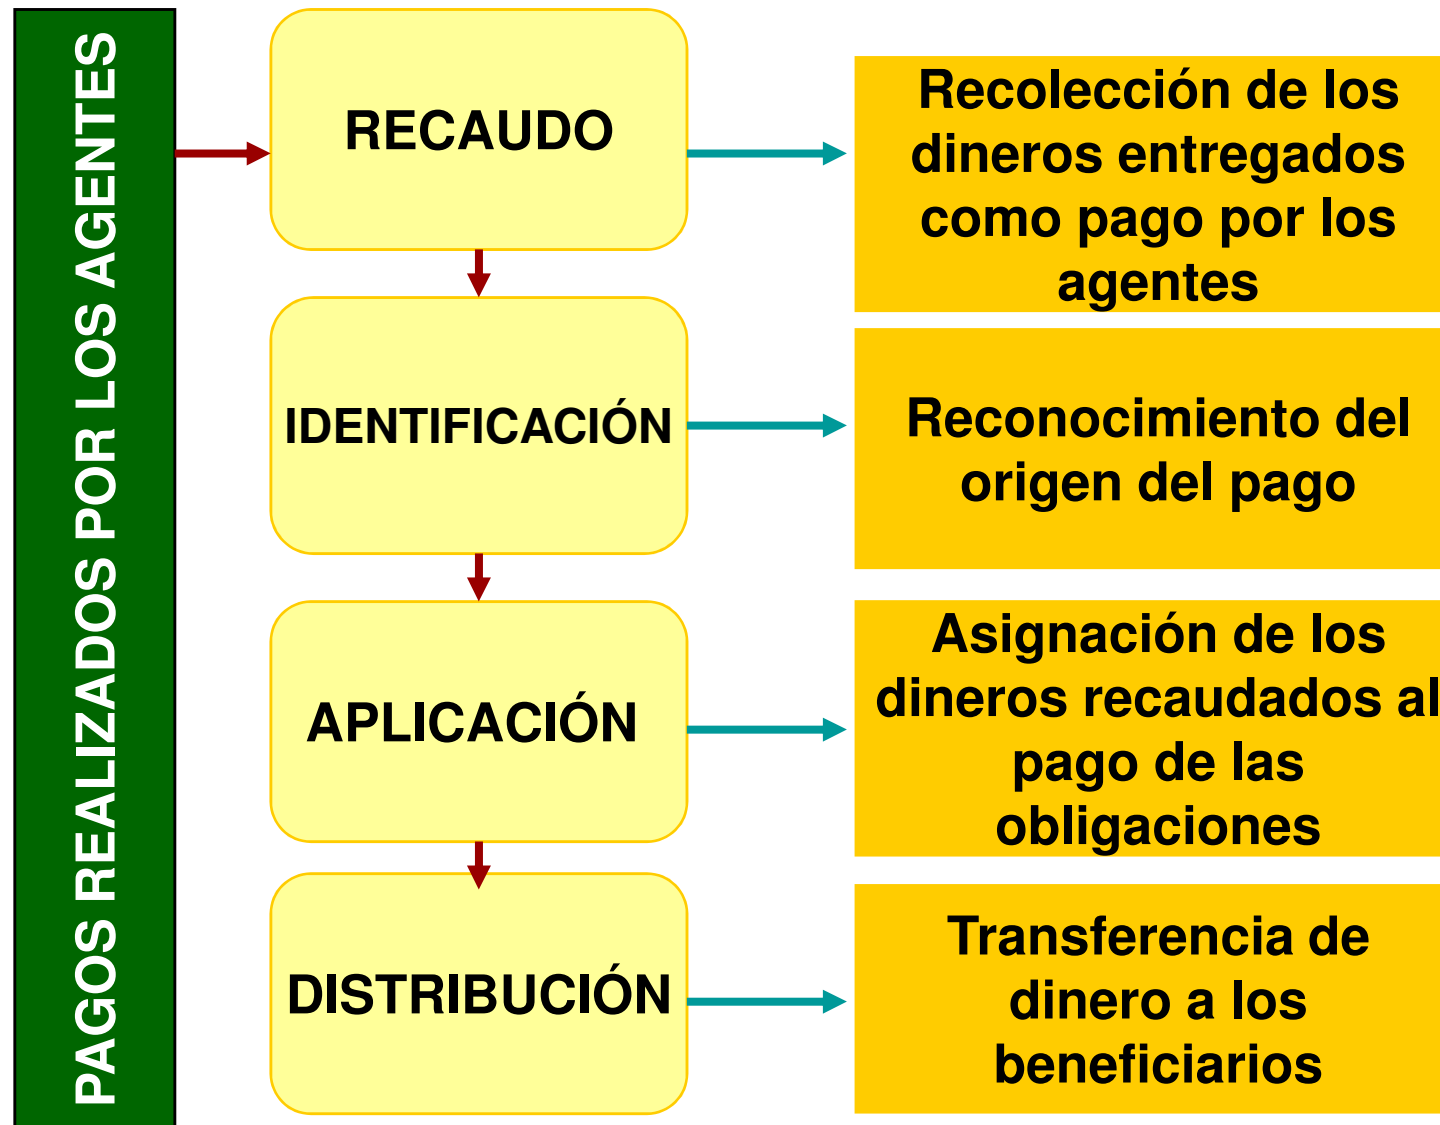 PAGOS REALIZADOS POR LOS AGENTES
RECAUDO
Recolección de los
dineros entregados
como pago por los
agentes
IDENTIFICACIÓN
Reconocimiento del
origen del pago
APLICACIÓN
Asignación de los
dineros recaudados al
pago de las
obligaciones
DISTRIBUCIÓN
Transferencia de
dinero a los
beneficiarios